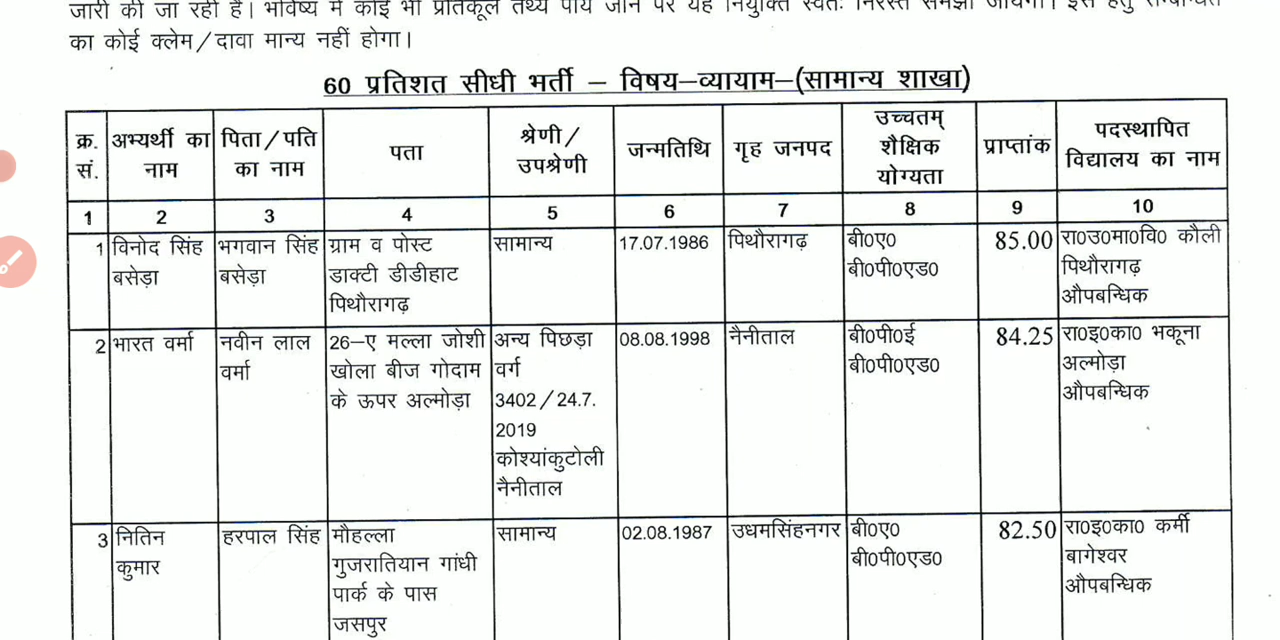 जारी की जा रही है। भविष्य में कोई भी प्रतिकूल तथ्य पाये जाने पर यह नियुक्ति स्वतः निरस्त समझी जायेगी। इस हेतु सम्बन्धित
का कोई क्लेम/दावा मान्य नहीं होगा।
60 प्रतिशत सीधी भर्ती – विषय–व्यायाम–(सामान्य शाखा)
क्र. सं. अभ्यर्थी का नाम पिता/पति का नाम पता श्रेणी/ उपश्रेणी जन्मतिथि गृह जनपद उच्चतम् शैक्षिक योग्यता प्राप्तांक पदस्थापित विद्यालय का नाम
1 2 3 4 5 6 7 8 9 10
1 विनोद सिंह भगवान सिंह ग्राम व पोस्ट सामान्य 17.07.1986 पिथौरागढ़ बी0ए0 85.00 रा0उ0मा0वि0 कौली
बसेड़ा बसेड़ा डाक्टी डीडीहाट बी0पी0एड0 पिथौरागढ़
पिथौरागढ़ औपबन्धिक
2 भारत वर्मा नवीन लाल 26–ए मल्ला जोशी अन्य पिछड़ा 08.08.1998 नैनीताल बी0पी0ई 84.25 रा0इ0का0 भकूना
वर्मा खोला बीज गोदाम वर्ग बी0पी0एड0 अल्मोड़ा
के ऊपर अल्मोड़ा 3402/24.7. औपबन्धिक
2019
कोश्यांकुटोली
नैनीताल
3 नितिन हरपाल सिंह मौहल्ला सामान्य 02.08.1987 उधमसिंहनगर बी0ए0 82.50 रा0इ0का0 कर्मी
कुमार गुजरातियान गांधी बी0पी0एड0 बागेश्वर
पार्क के पास औपबन्धिक
जसपुर